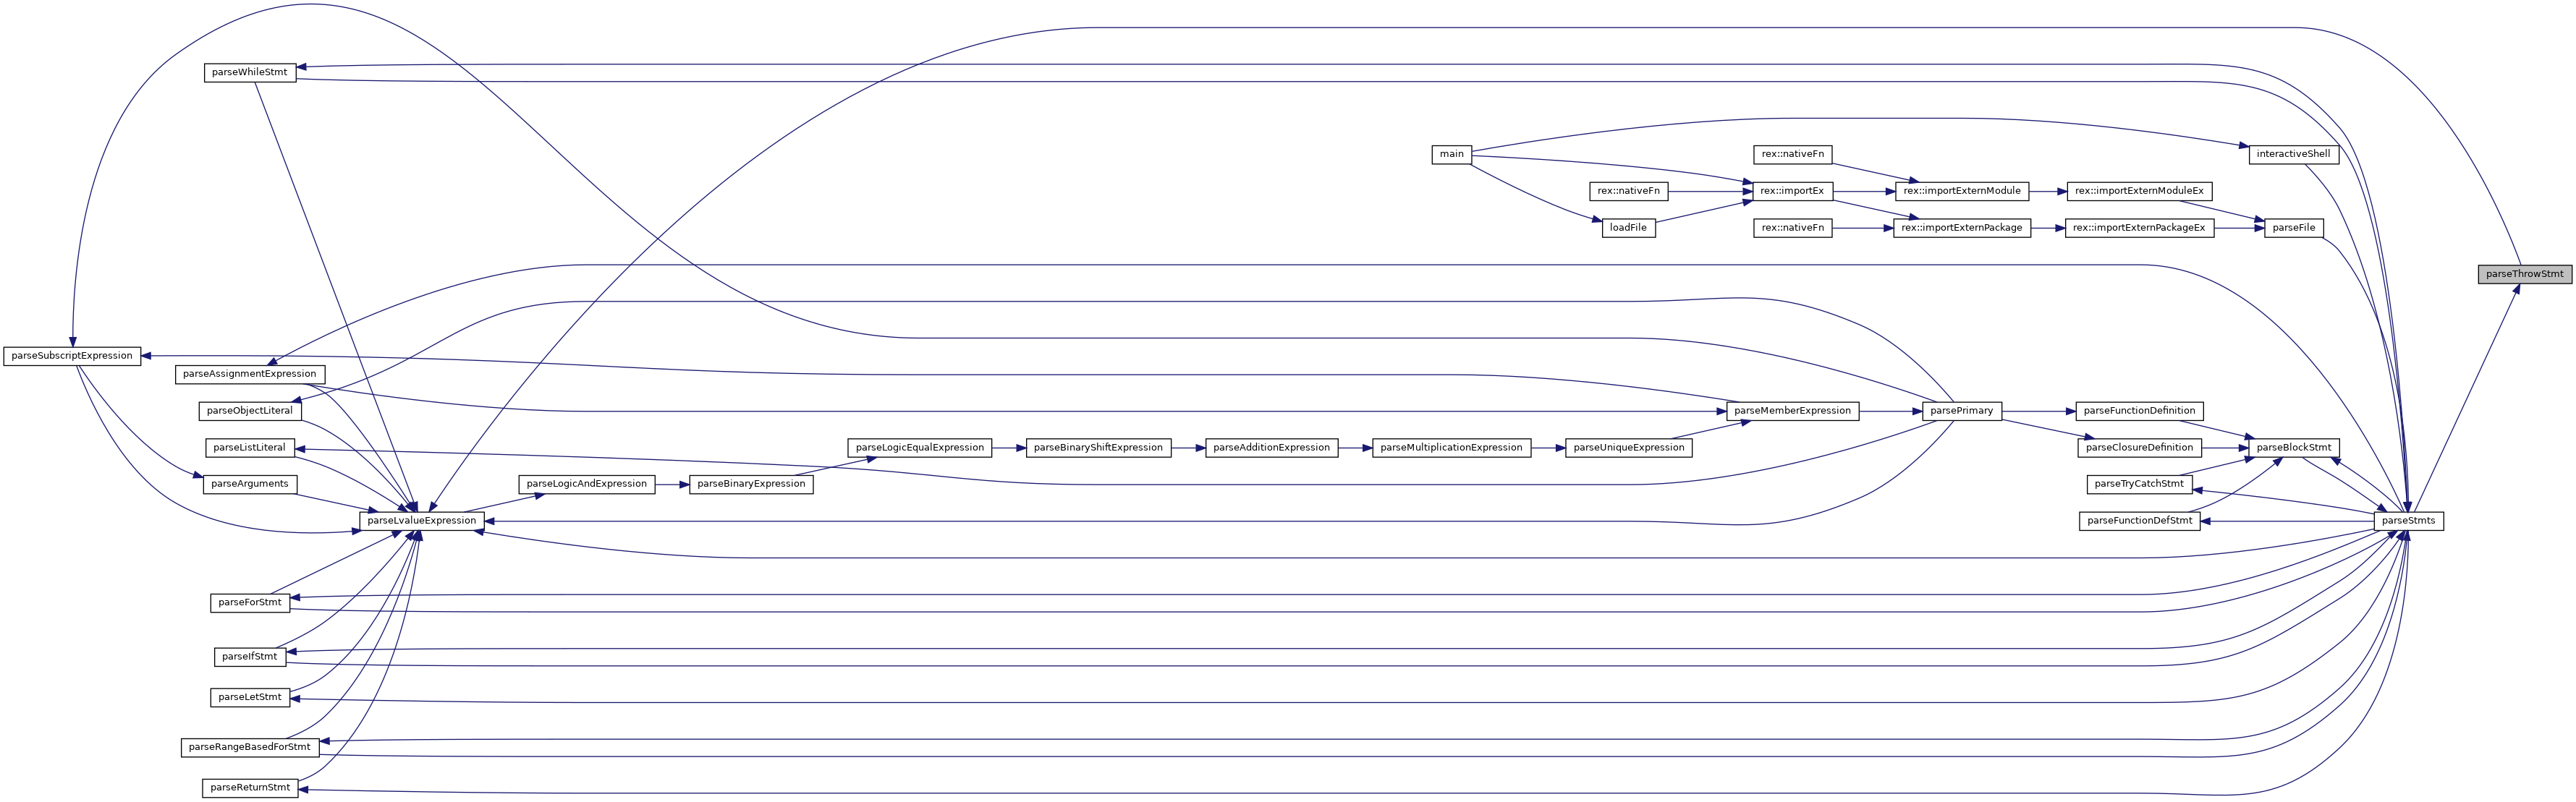 parseWhileStmt
main
rex::nativeFn
interactiveShell
rex::nativeFn
rex::importEx
rex::importExternModule
rex::importExternModuleEx
loadFile
rex::nativeFn
rex::importExternPackage
rex::importExternPackageEx
parseFile
parseThrowStmt
parseSubscriptExpression
parseAssignmentExpression
parseObjectLiteral
parseMemberExpression
parsePrimary
parseFunctionDefinition
parseListLiteral
parseLogicEqualExpression
parseBinaryShiftExpression
parseAdditionExpression
parseMultiplicationExpression
parseUniqueExpression
parseClosureDefinition
parseBlockStmt
parseArguments
parseLogicAndExpression
parseBinaryExpression
parseTryCatchStmt
parseLvalueExpression
parseFunctionDefStmt
parseStmts
parseForStmt
parseIfStmt
parseLetStmt
parseRangeBasedForStmt
parseReturnStmt